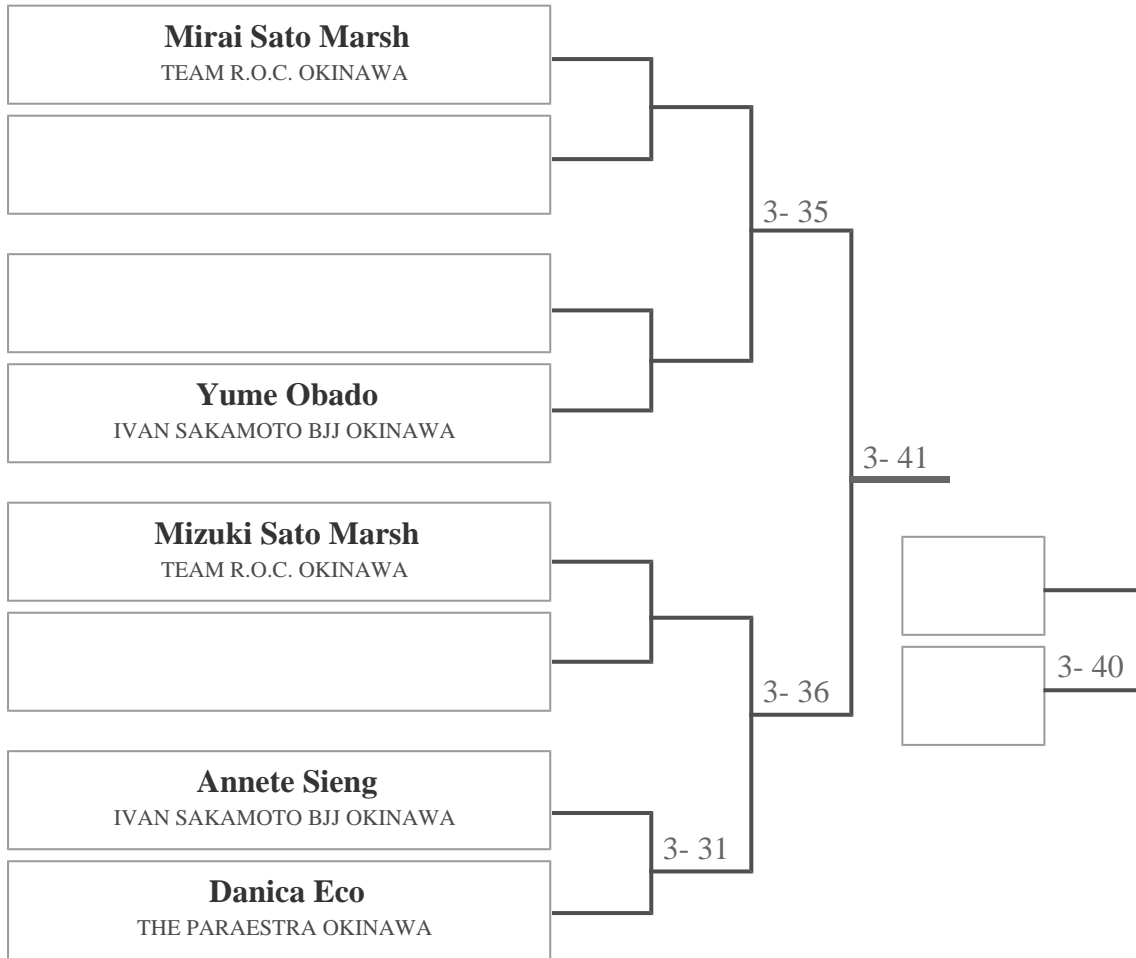 Mirai Sato Marsh
TEAM R.O.C. OKINAWA
3- 35
Yume Obado
IVAN SAKAMOTO BJJ OKINAWA
3- 41
Mizuki Sato Marsh
TEAM R.O.C. OKINAWA
3- 40
3- 36
Annete Sieng
IVAN SAKAMOTO BJJ OKINAWA
3- 31
Danica Eco
THE PARAESTRA OKINAWA